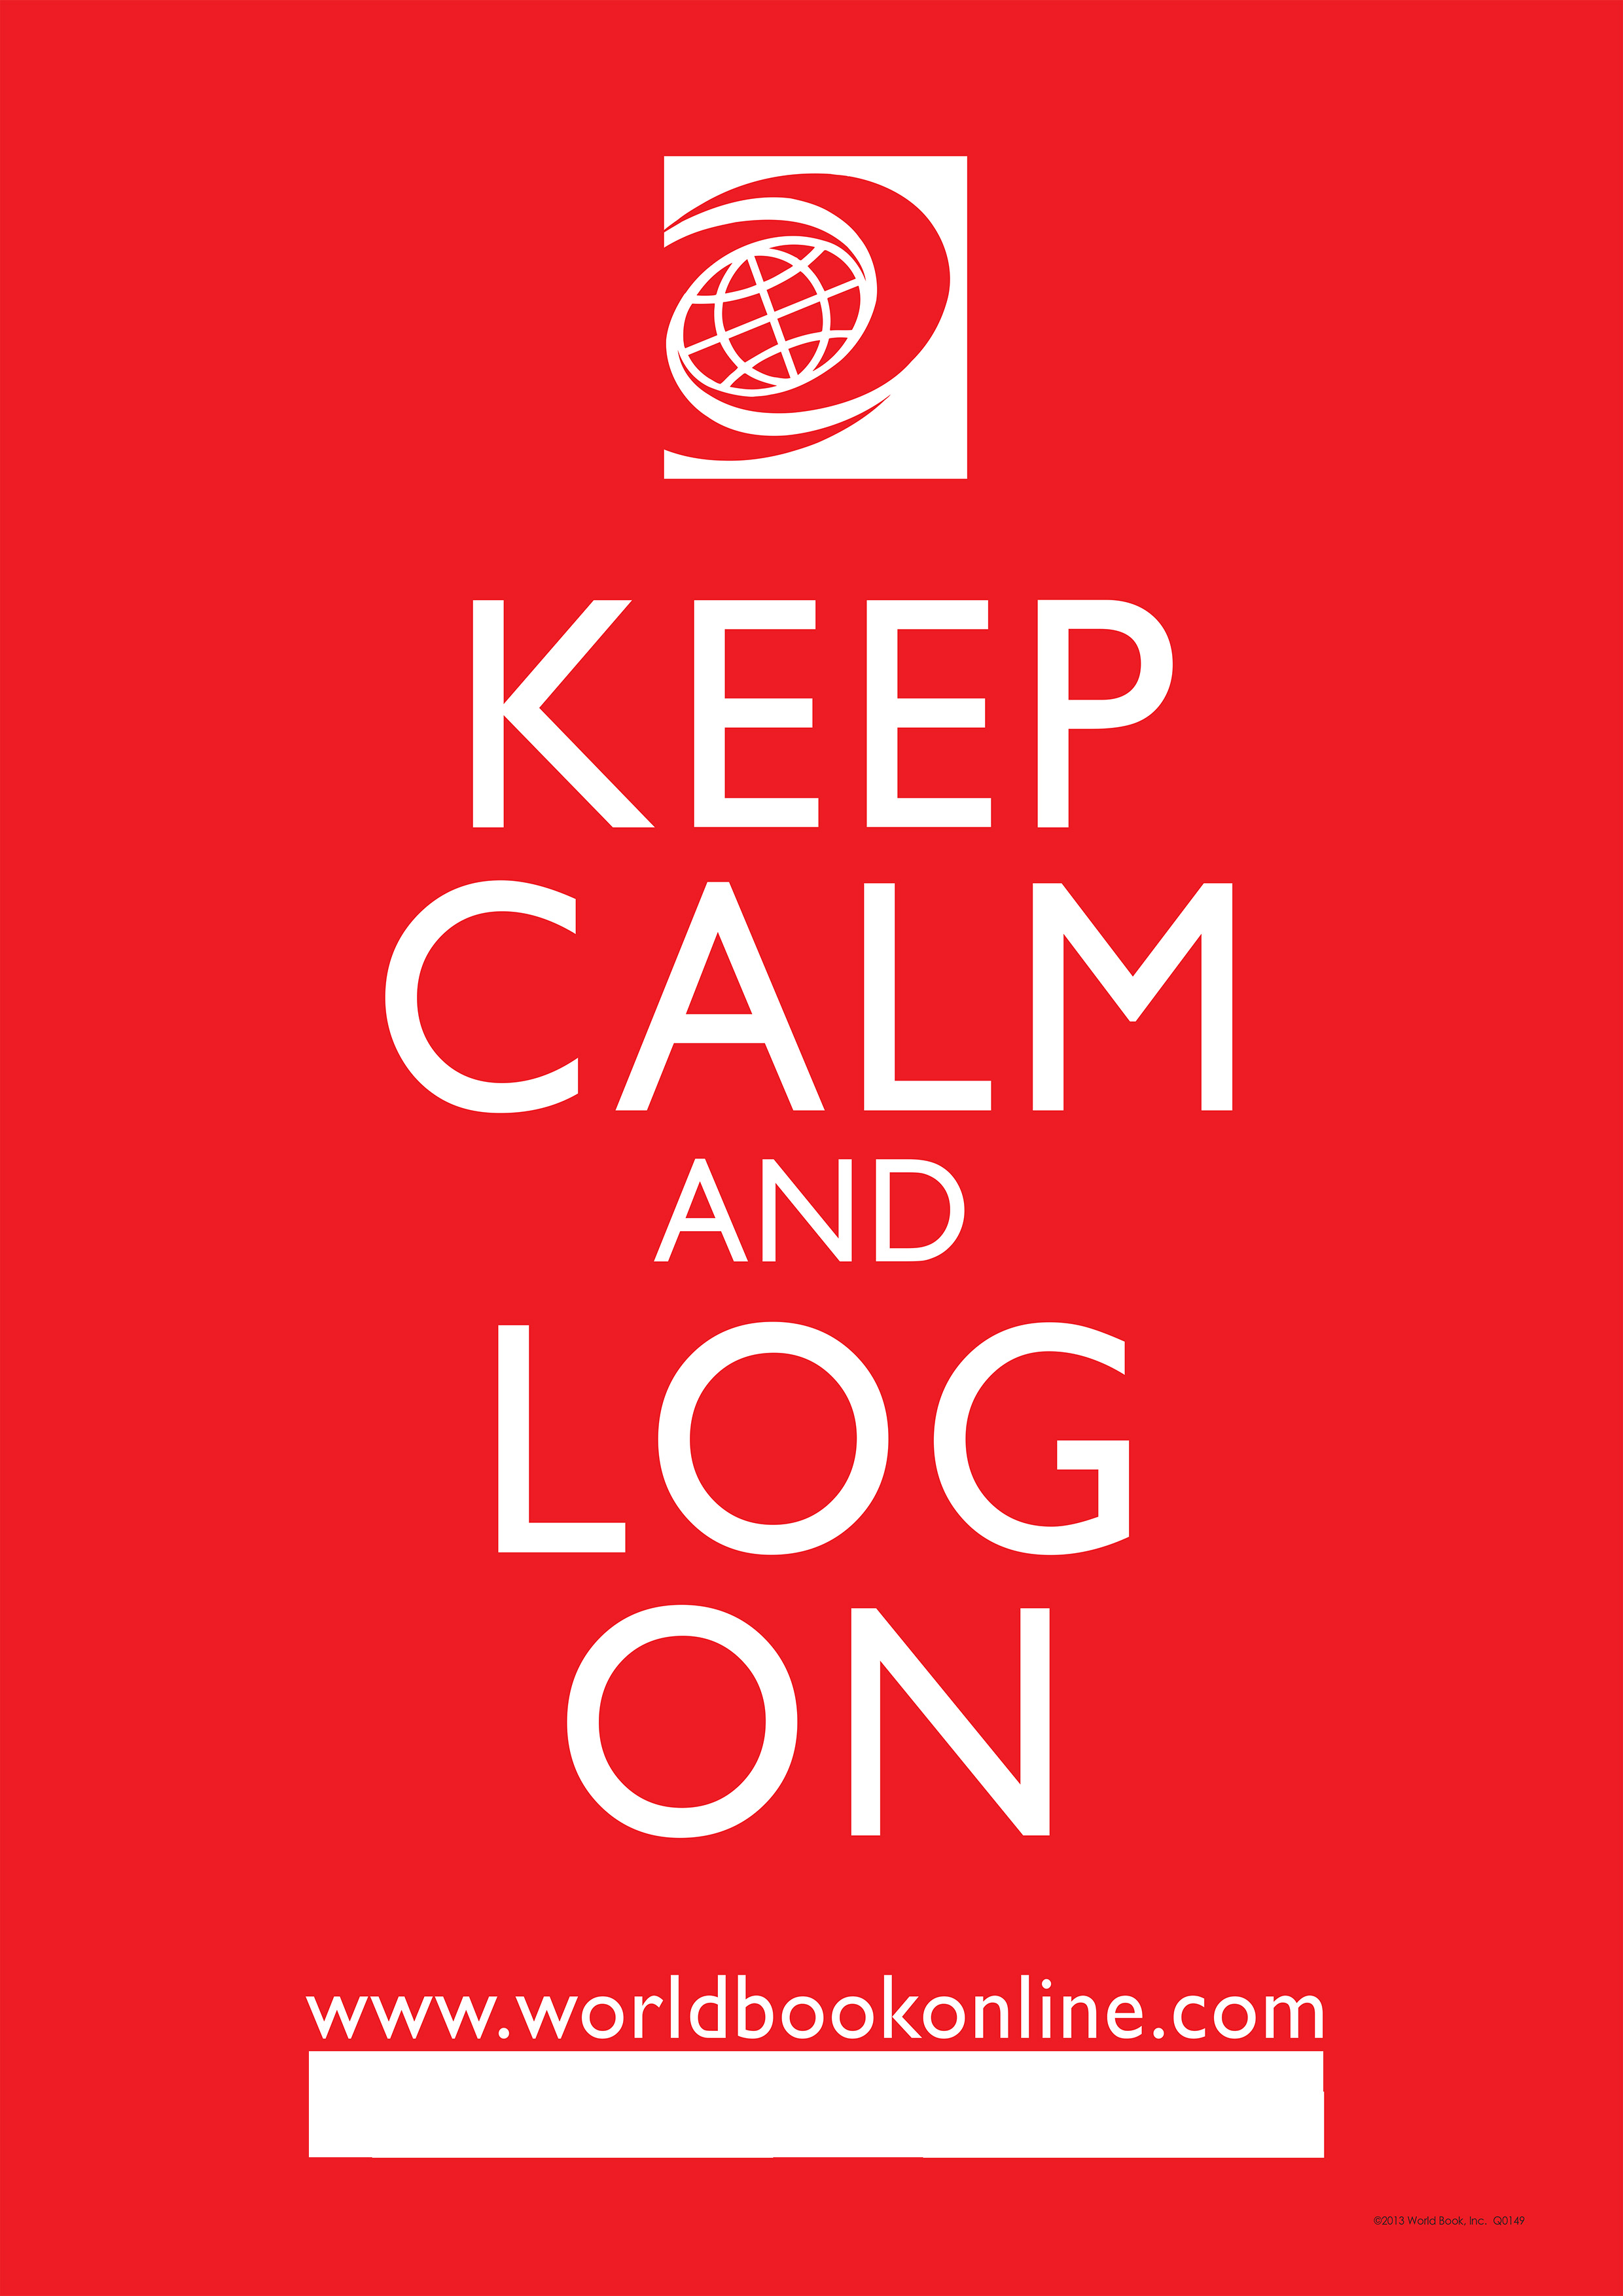 KEEP
CALM
AND
LOG
ON
www.worldbookonline.com
©2013 World Book, Inc. Q0149